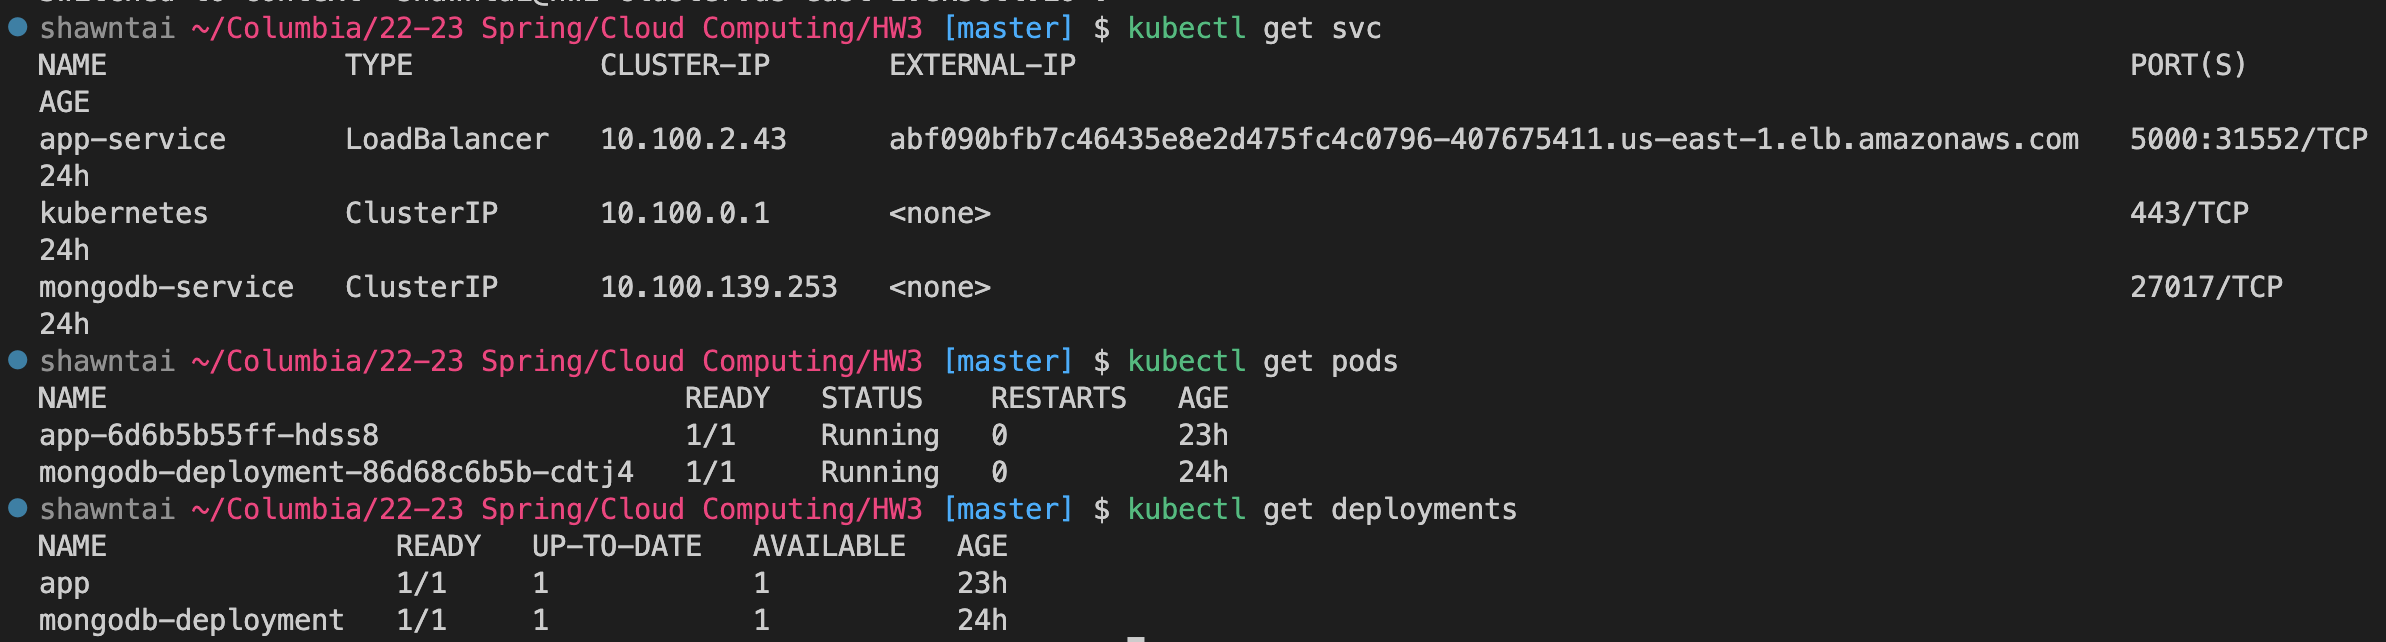 shawntai ~/Columbia/22-23 Spring/Cloud Computing/HW3 [master] $ kubectl get svc
NAME TYPE CLUSTER-IP EXTERNAL-IP PORT(S)
AGE
app-service LoadBalancer 10.100.2.43 abf090bfb7c46435e8e2d475fc4c0796-407675411.us-east-1.elb.amazonaws.com 5000:31552/TCP
24h
kubernetes ClusterIP 10.100.0.1 <none> 443/TCP
24h
mongodb-service ClusterIP 10.100.139.253 <none> 27017/TCP
24h
shawntai ~/Columbia/22-23 Spring/Cloud Computing/HW3 [master] $ kubectl get pods
NAME READY STATUS RESTARTS AGE
app-6d6b5b55ff-hdss8 1/1 Running 0 23h
mongodb-deployment-86d68c6b5b-cdtj4 1/1 Running 0 24h
shawntai ~/Columbia/22-23 Spring/Cloud Computing/HW3 [master] $ kubectl get deployments
NAME READY UP-TO-DATE AVAILABLE AGE
app 1/1 1 1 23h
mongodb-deployment 1/1 1 1 24h